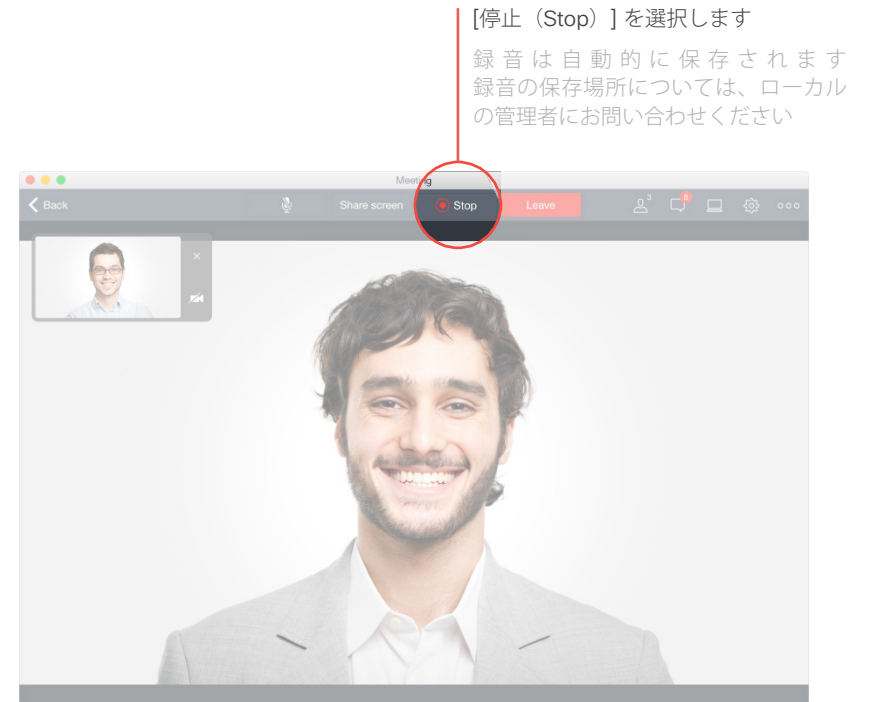 [停止（Stop）] を選択します
録音は自動的に保存されます
録音の保存場所については、ローカル
の管理者にお問い合わせください
Meeting
Back
Share screen
Stop
Leave
3
8